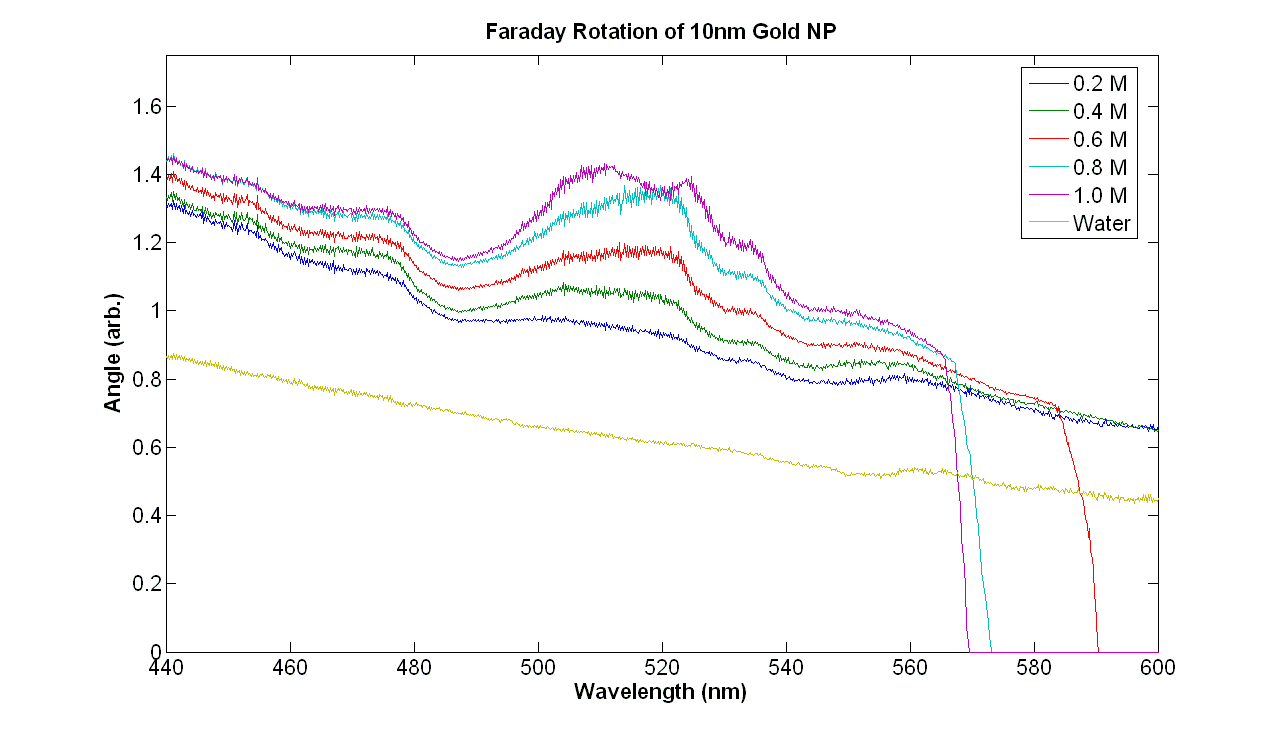 Faraday Rotation of 10nm Gold NP
0.2 M
0.4 M
0.6 M
0.8 M
1.0 M
Water
1.6
1.4
1.2
1
0.8
0.6
0.4
0.2
0
Angle (arb.)
440 460 480 500 520 540 560 580 600
Wavelength (nm)